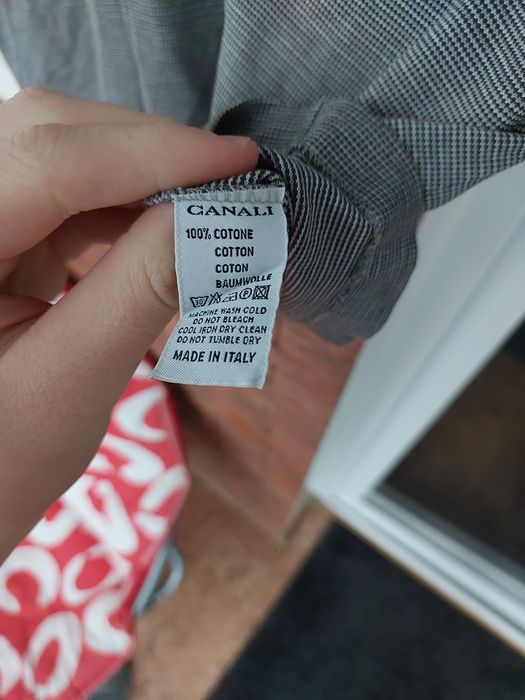 CANALI
100% COTONE
COTTON
COTON
BAUMWOLLE
MACHINE WASH COLD
DO NOT BLEACH
COOL IRON DRY CLEAN
DO NOT TUMBLE DRY
MADE IN ITALY